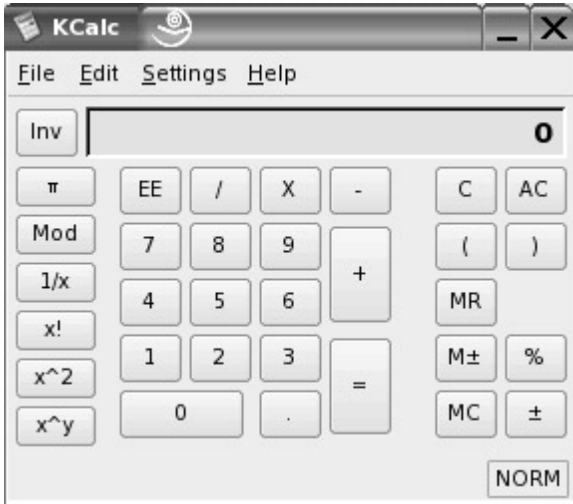 KCalc
File Edit Settings Help
Inv 0
π EE / X - C AC
Mod 7 8 9 + ( )
1/x 4 5 6 MR
x! 1 2 3 = M± %
x^2 0 . MC ±
x^y
NORM